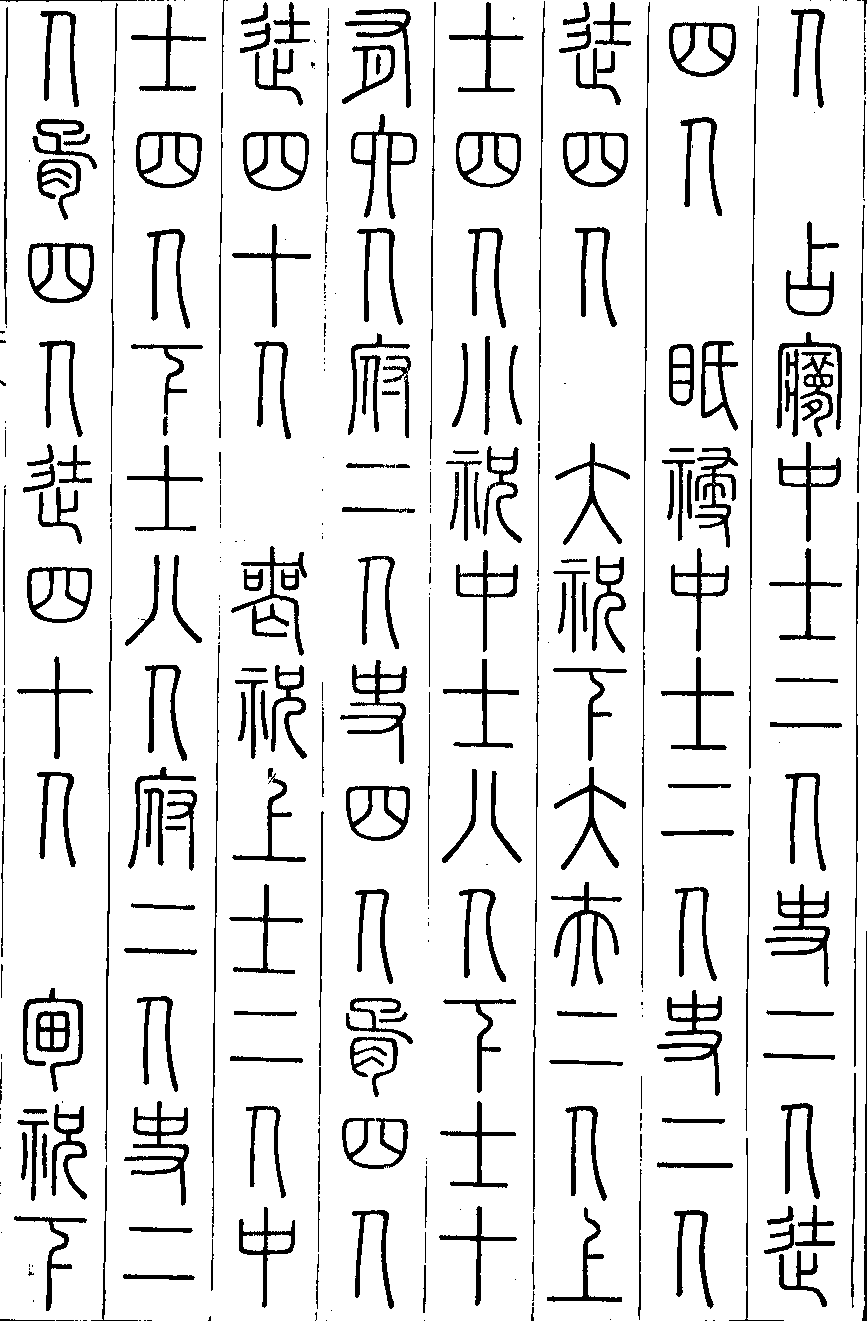 人　占㝱中士二人史二人徒
四人　眡祲中士二人史二人
徒四人　大祝下大夫二人上
士四人小祝中士八人下士十
有六人府二人史四人胥四人
徒四十人　喪祝上士二人中
士四人下士八人府二人史二
人胥四人徒四十人　甸祝下